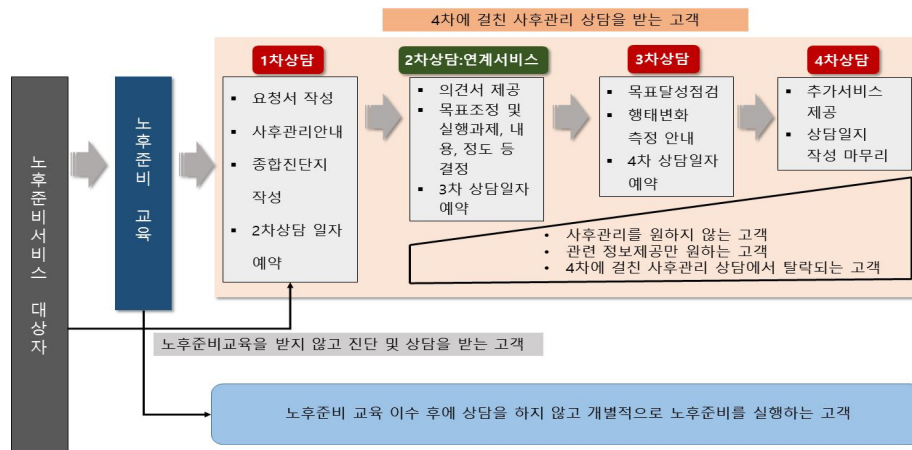 4차에 걸친 사후관리 상담을 받는 고객
노후준비서비스 대상자
노후준비 교육
1차상담
▪ 요청서 작성
▪ 사후관리안내
▪ 종합진단지
작성
▪ 2차상담 일자
예약
2차상담:연계서비스
▪ 의견서 제공
▪ 목표조정 및
실행과제, 내
용, 정도 등
결정
▪ 3차 상담일자
예약
3차상담
▪ 목표달성점검
▪ 행태변화
측정 안내
▪ 4차 상담일자
예약
4차상담
▪ 추가서비스
제공
▪ 상담일지
작성 마무리
• 사후관리를 원하지 않는 고객
• 관련 정보제공만 원하는 고객
• 4차에 걸친 사후관리 상담에서 탈락되는 고객
노후준비교육을 받지 않고 진단 및 상담을 받는 고객
노후준비 교육 이수 후에 상담을 하지 않고 개별적으로 노후준비를 실행하는 고객